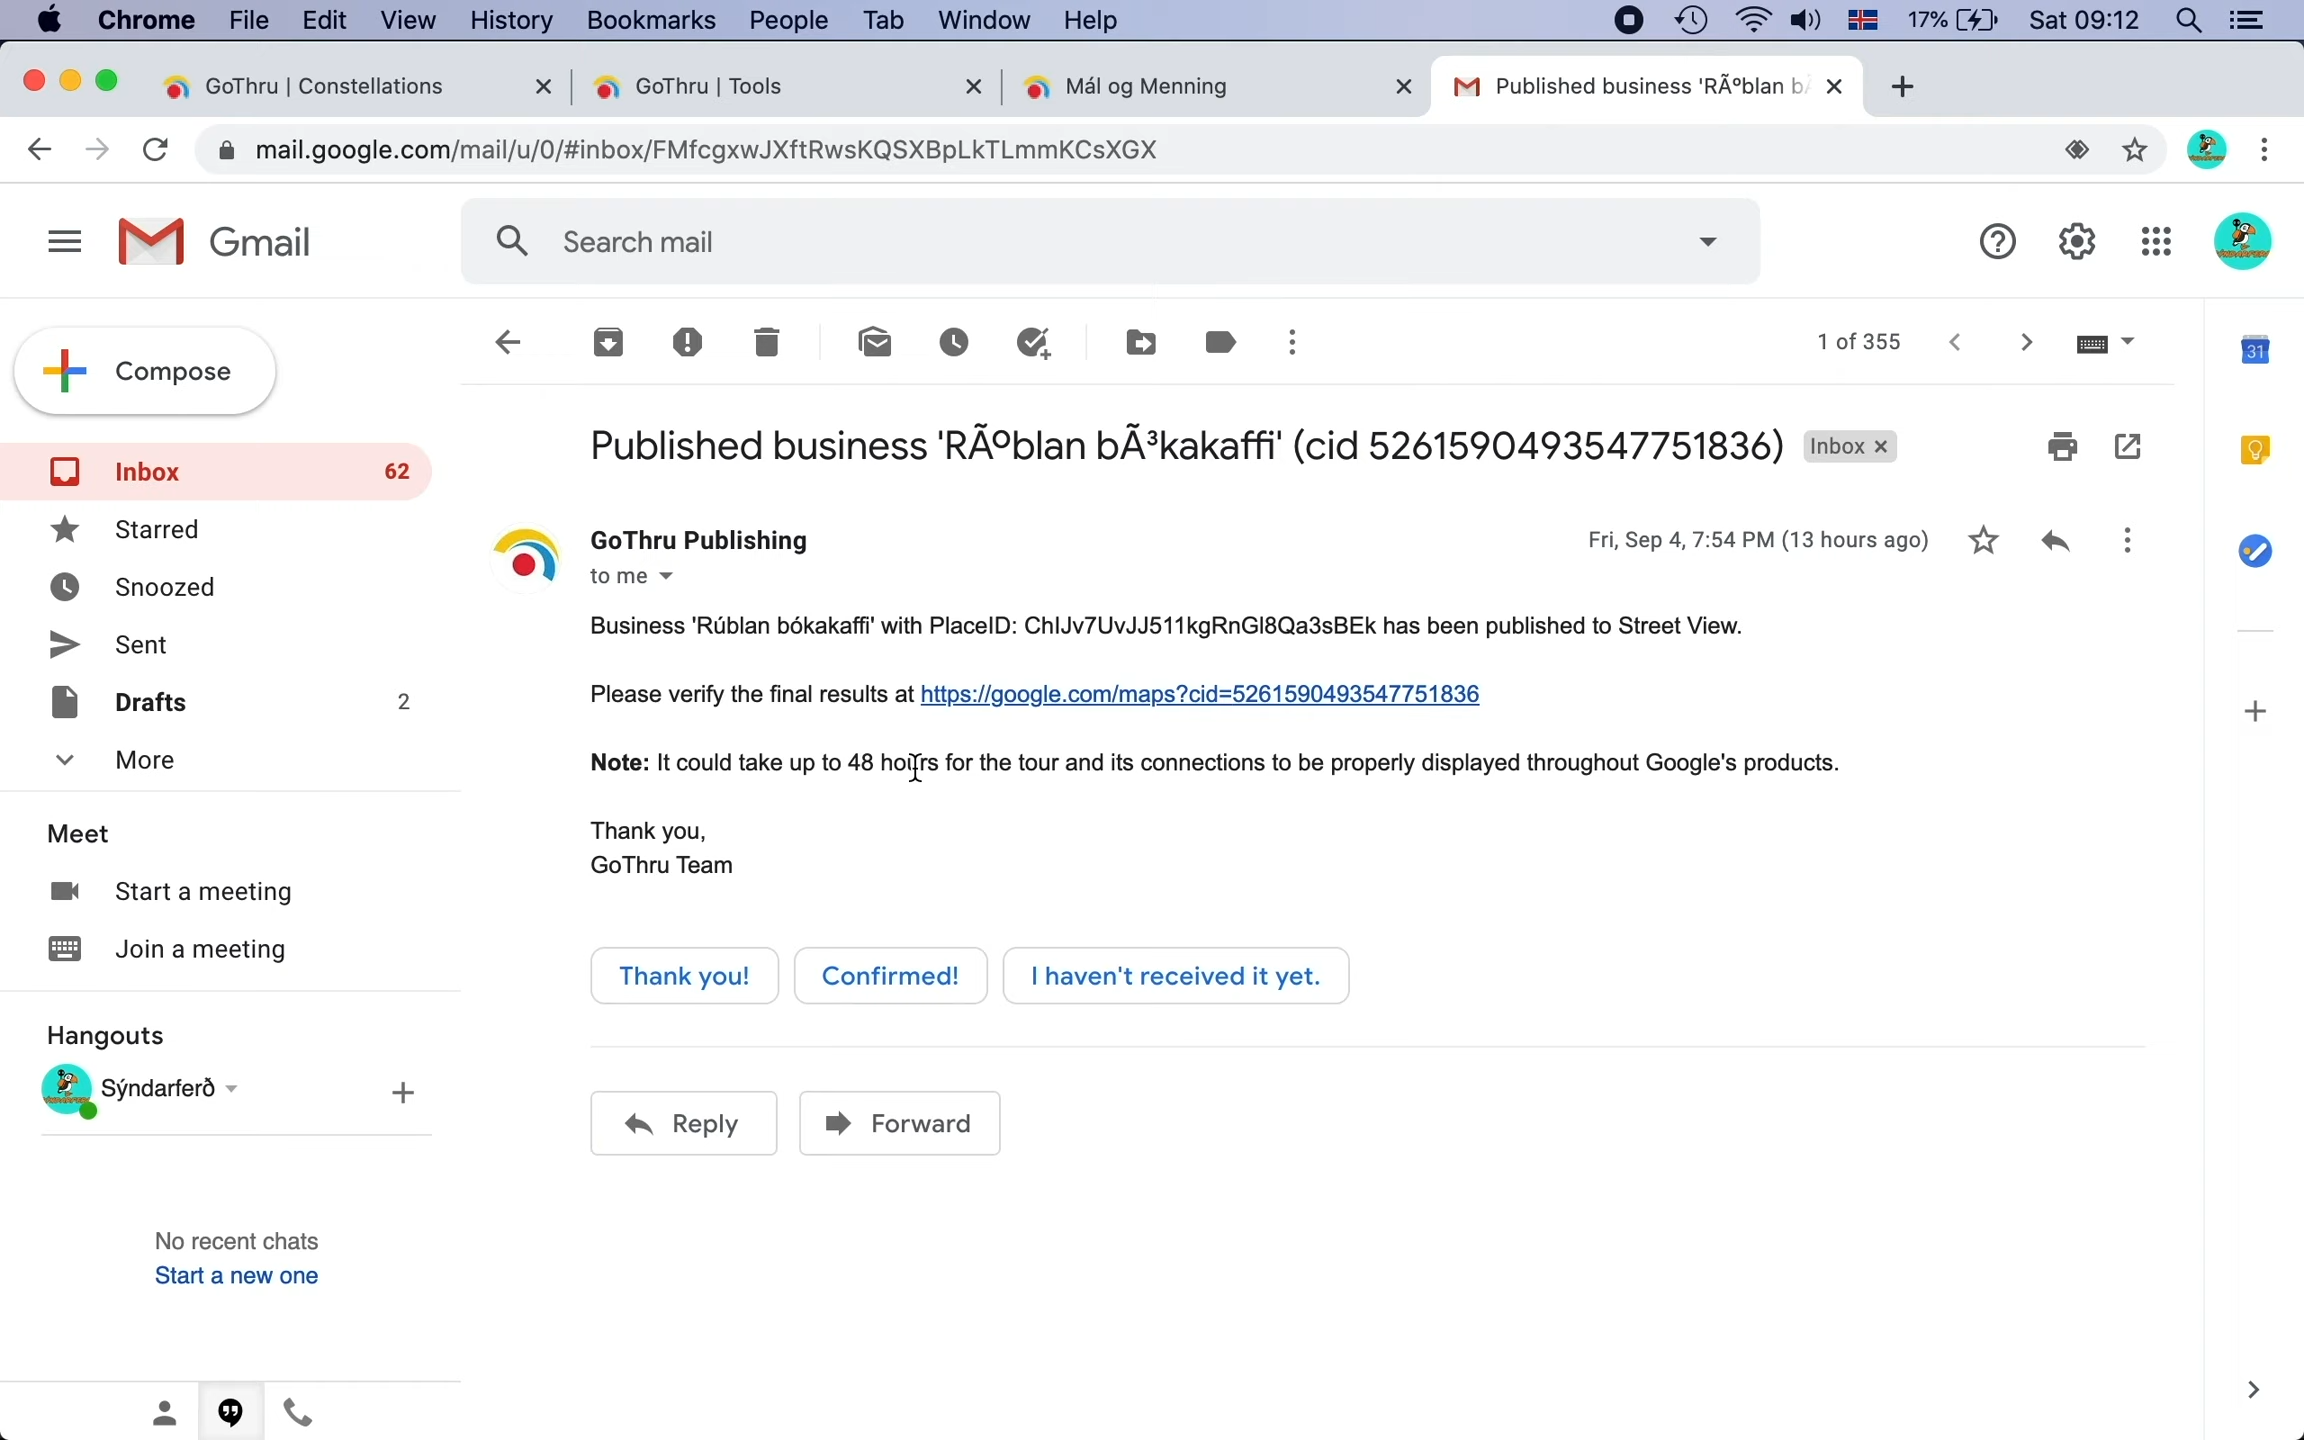 Chrome File Edit View History Bookmarks People Tab Window Help 17% Sat 09:12
GoThru | Constellations GoThru | Tools Mál og Menning Published business 'RÃºblan bÃ
mail.google.com/mail/u/0/#inbox/FMfcgxwJXftRwsKQSXBpLkTLmmKCsXGX
Gmail Search mail
Compose 1 of 355 31
Published business 'RÃºblan bÃ³kakaffi' (cid 5261590493547751836) Inbox
Inbox 62
Starred
Snoozed
Sent
Drafts 2
More
Meet
Start a meeting
Join a meeting
Hangouts
Sýndarferð
No recent chats
Start a new one
GoThru Publishing Fri, Sep 4, 7:54 PM (13 hours ago)
to me
Business 'Rúblan bókakaffi' with PlaceID: ChIJv7UvJJ511kgRnGl8Qa3sBEk has been published to Street View.
Please verify the final results at https://google.com/maps?cid=5261590493547751836
Note: It could take up to 48 hours for the tour and its connections to be properly displayed throughout Google's products.
Thank you,
GoThru Team
Thank you! Confirmed! I haven't received it yet.
Reply Forward